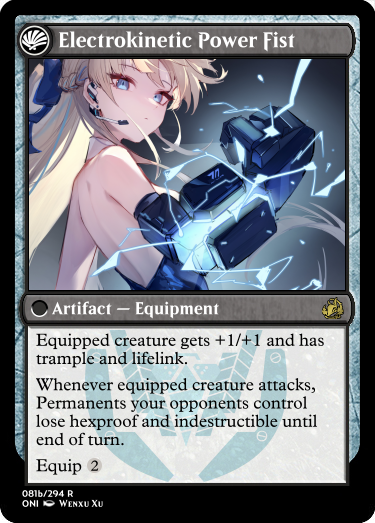 Electrokinetic Power Fist
Artifact — Equipment
Equipped creature gets +1/+1 and has
trample and lifelink.
Whenever equipped creature attacks,
Permanents your opponents control
lose hexproof and indestructible until
end of turn.
Equip 2
081b/294 R
ONI Wenxu Xu